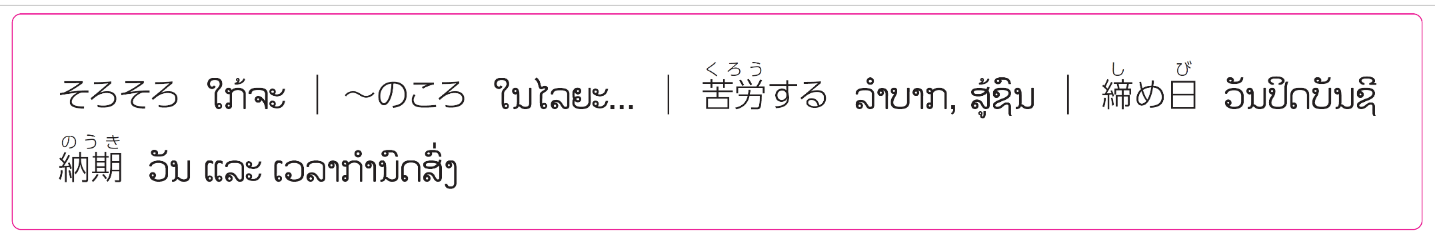 そろそろ ໃກ້ຈະ | ～のころ ໃນໄລຍະ... | 苦労する ລຳບາກ, ສູ້ຊົນ | 締め日 ວັນປິດບັນຊີ
くろう し び
納期 ວັນ ແລະ ເວລາກຳນົດສົ່ງ
のうき